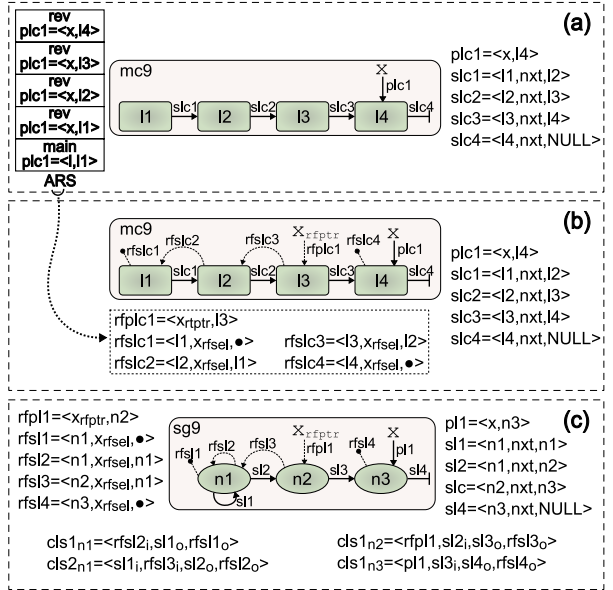 (a)
rev
plc1=<x,l4>
rev
plc1=<x,l3>
rev
plc1=<x,l2>
rev
plc1=<x,l1>
main
plc1=<l,l1>
ARS
mc9
X
plc1
slc1 slc2 slc3 slc4
l1 l2 l3 l4
plc1=<x,l4>
slc1=<l1,nxt,l2>
slc2=<l2,nxt,l3>
slc3=<l3,nxt,l4>
slc4=<l4,nxt,NULL>
(b)
mc9
rfslc1 rfslc2 rfslc3 Xrfptr rfplc1 rfslc4 X plc1
slc1 slc2 slc3 slc4
l1 l2 l3 l4
rfplc1=<xrtptr,l3>
rfslc1=<l1,xrfsel,●> rfslc3=<l3,xrfsel,l2>
rfslc2=<l2,xrfsel,l1> rfslc4=<l4,xrfsel,●>
plc1=<x,l4>
slc1=<l1,nxt,l2>
slc2=<l2,nxt,l3>
slc3=<l3,nxt,l4>
slc4=<l4,nxt,NULL>
(c)
rfpl1=<xrfptr,n2>
rfsl1=<n1,xrfsel,●>
rfsl2=<n1,xrfsel,n1>
rfsl3=<n2,xrfsel,n1>
rfsl4=<n3,xrfsel,●>
sg9
rfsl1 rfsl2 rfsl3 Xrfptr rfpl1 rfsl4 X pl1
sl2 sl3 sl4
n1 n2 n3
sl1
pl1=<x,n3>
sl1=<n1,nxt,n1>
sl2=<n1,nxt,n2>
slc=<n2,nxt,n3>
sl4=<n3,nxt,NULL>
cls1n1=<rfsl2i,sl1o,rfsl1o> cls1n2=<rfpl1,sl2i,sl3o,rfsl3o>
cls2n1=<sl1i,rfsl3i,sl2o,rfsl2o> cls1n3=<pl1,sl3i,sl4o,rfsl4o>